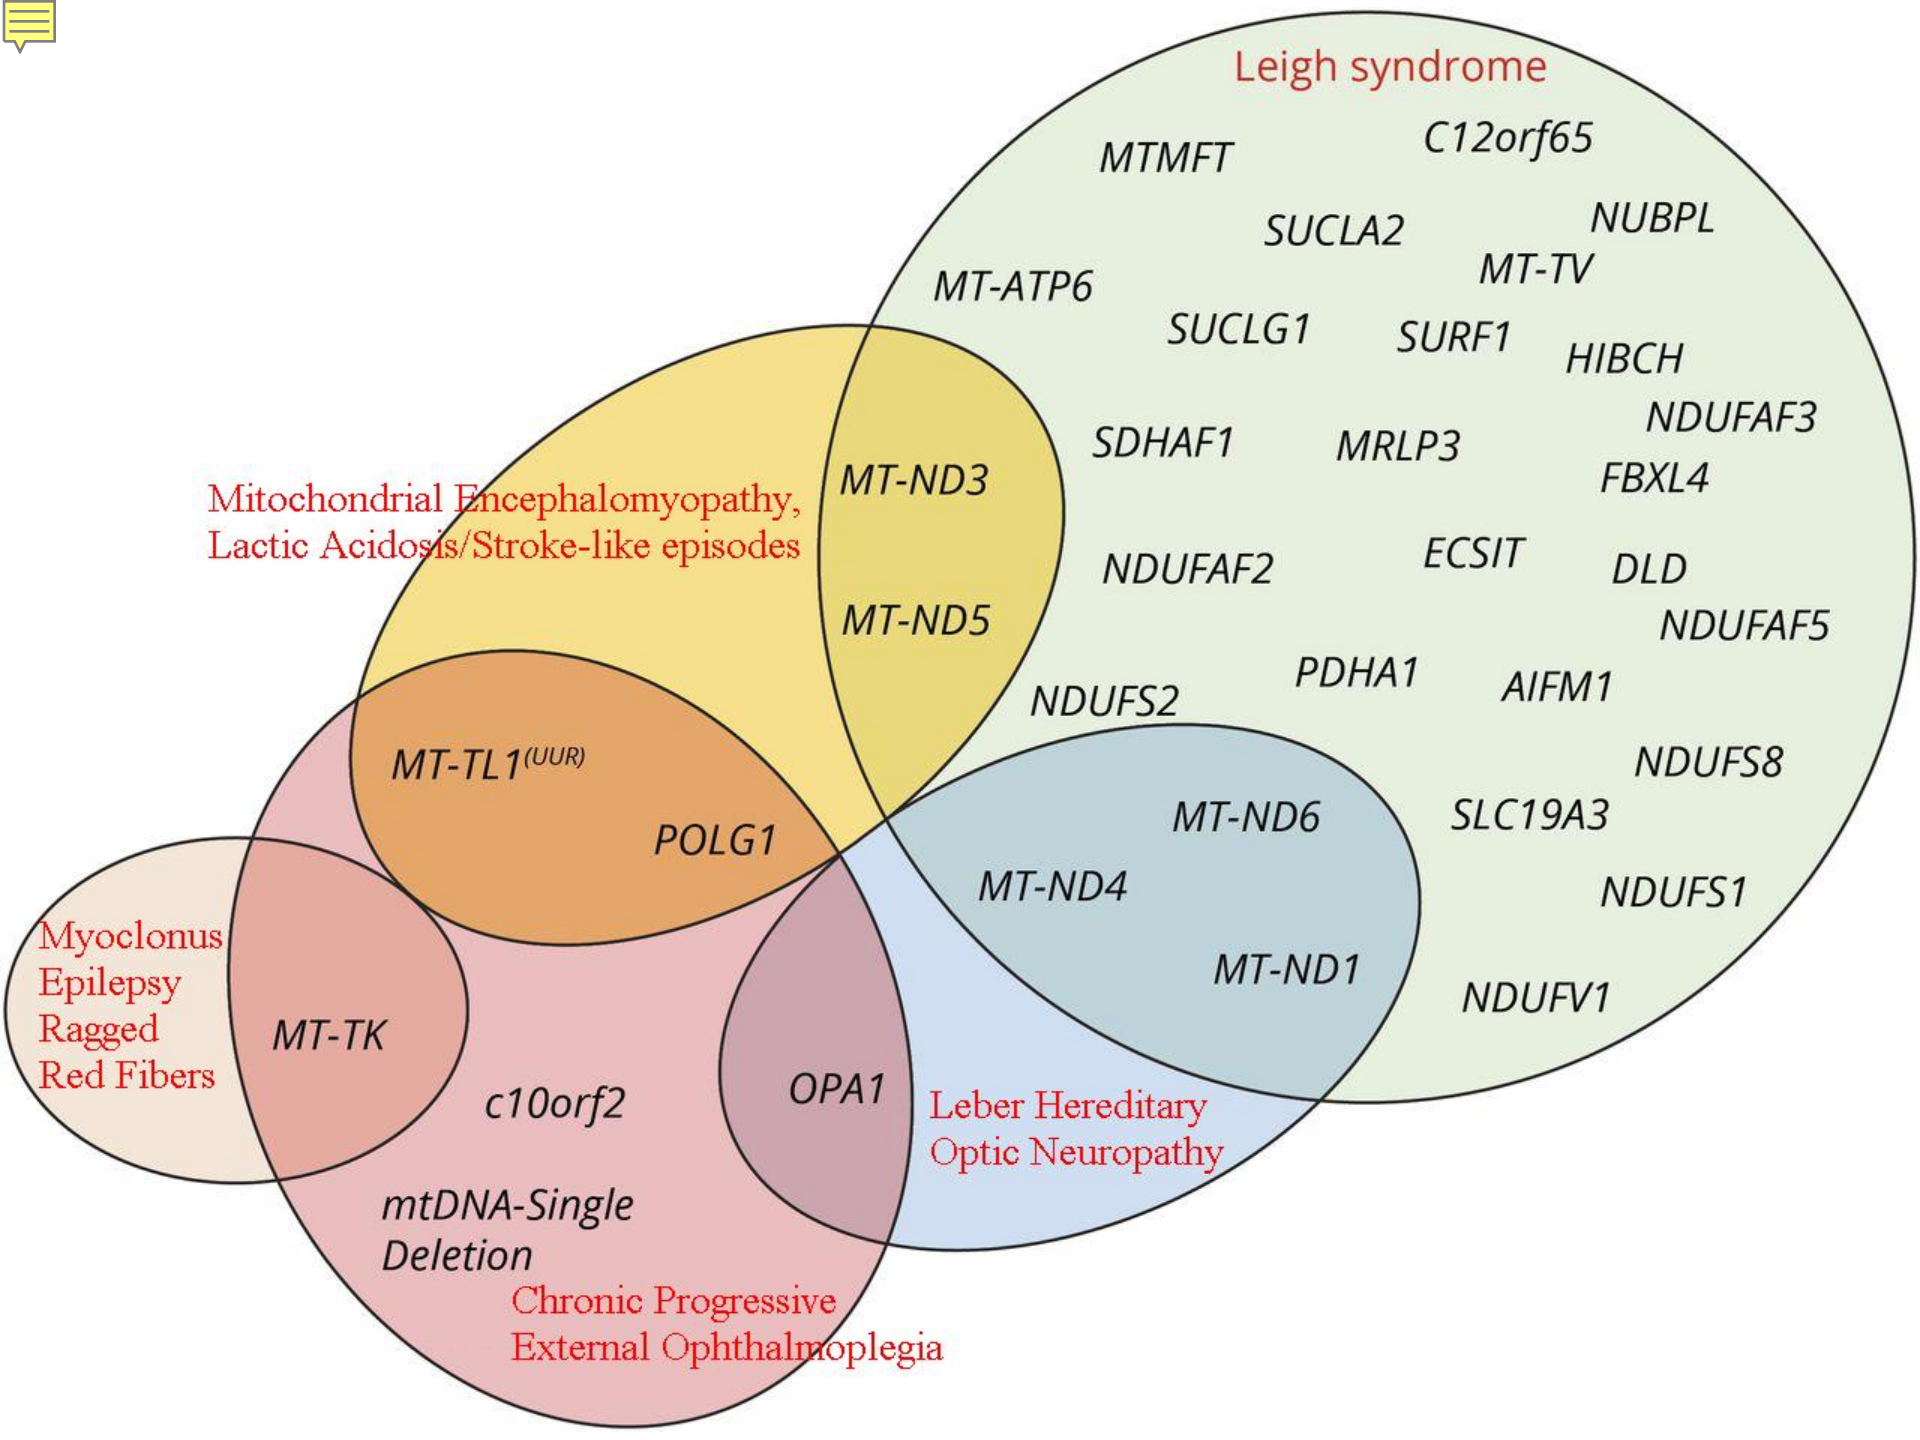 Leigh syndrome
C12orf65
MTMFT
NUBPL
SUCLA2
MT-TV
MT-ATP6
SUCLG1
SURF1
HIBCH
NDUFAF3
SDHAF1
MRLP3
FBXL4
MT-ND3
Mitochondrial Encephalomyopathy,
Lactic Acidosis/Stroke-like episodes
ECSIT
NDUFAF2
DLD
MT-ND5
NDUFAF5
PDHA1
AIFM1
NDUFS2
MT-TL1(UUR)
NDUFS8
MT-ND6
SLC19A3
POLG1
MT-ND4
NDUFS1
Myoclonus
Epilepsy
Ragged
Red Fibers
MT-ND1
NDUFV1
MT-TK
OPA1
c10orf2
Leber Hereditary
Optic Neuropathy
mtDNA-Single
Deletion
Chronic Progressive
External Ophthalmoplegia